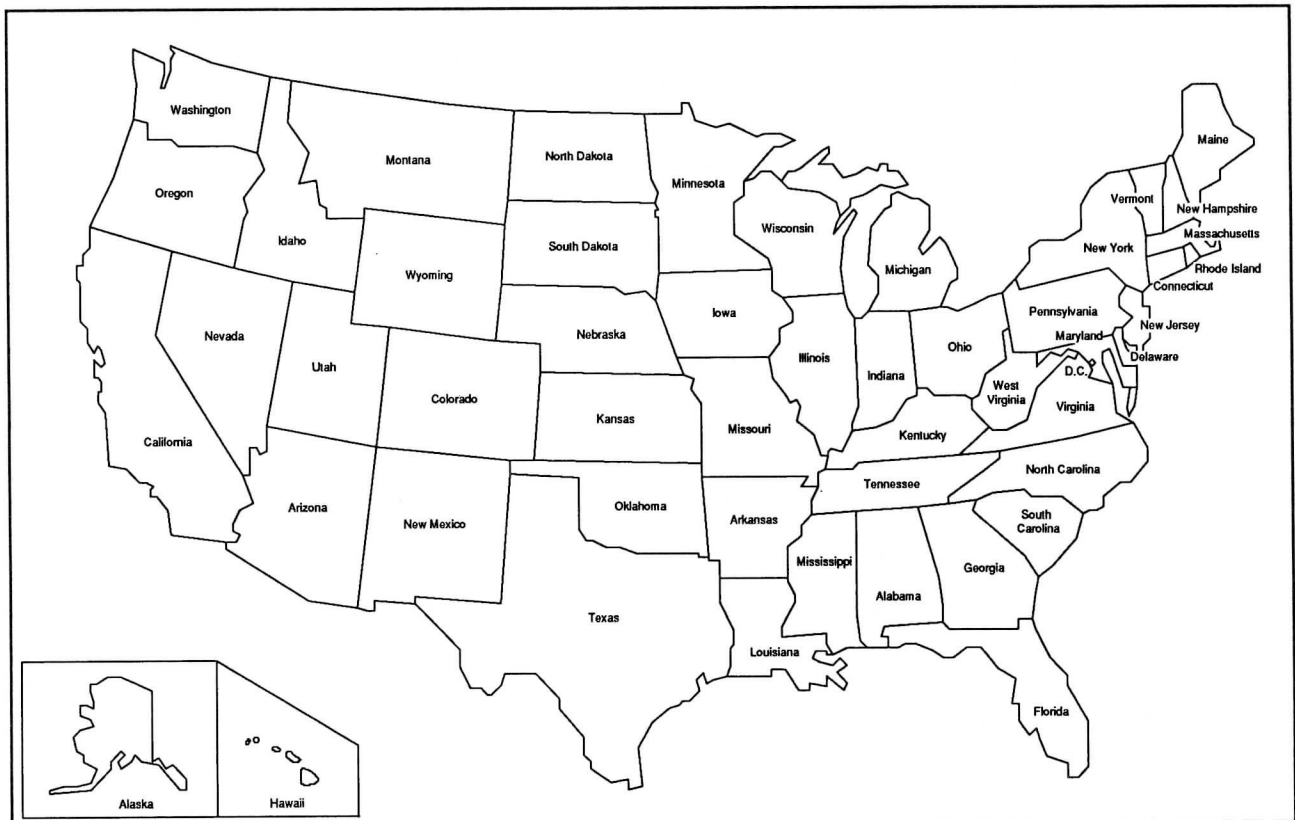 Washington
Montana
North Dakota
Minnesota
Maine
Oregon
Idaho
Wyoming
South Dakota
Wisconsin
Michigan
Vermont
New Hampshire
Massachusetts
New York
Rhode Island
Connecticut
Nevada
Utah
Colorado
Nebraska
Iowa
Illinois
Indiana
Ohio
Pennsylvania
New Jersey
Maryland
Delaware
D.C.
West
Virginia
Virginia
California
Kansas
Missouri
Kentucky
Arizona
New Mexico
Oklahoma
Arkansas
Tennessee
North Carolina
South
Carolina
Texas
Louisiana
Mississippi
Alabama
Georgia
Florida
Alaska
Hawaii